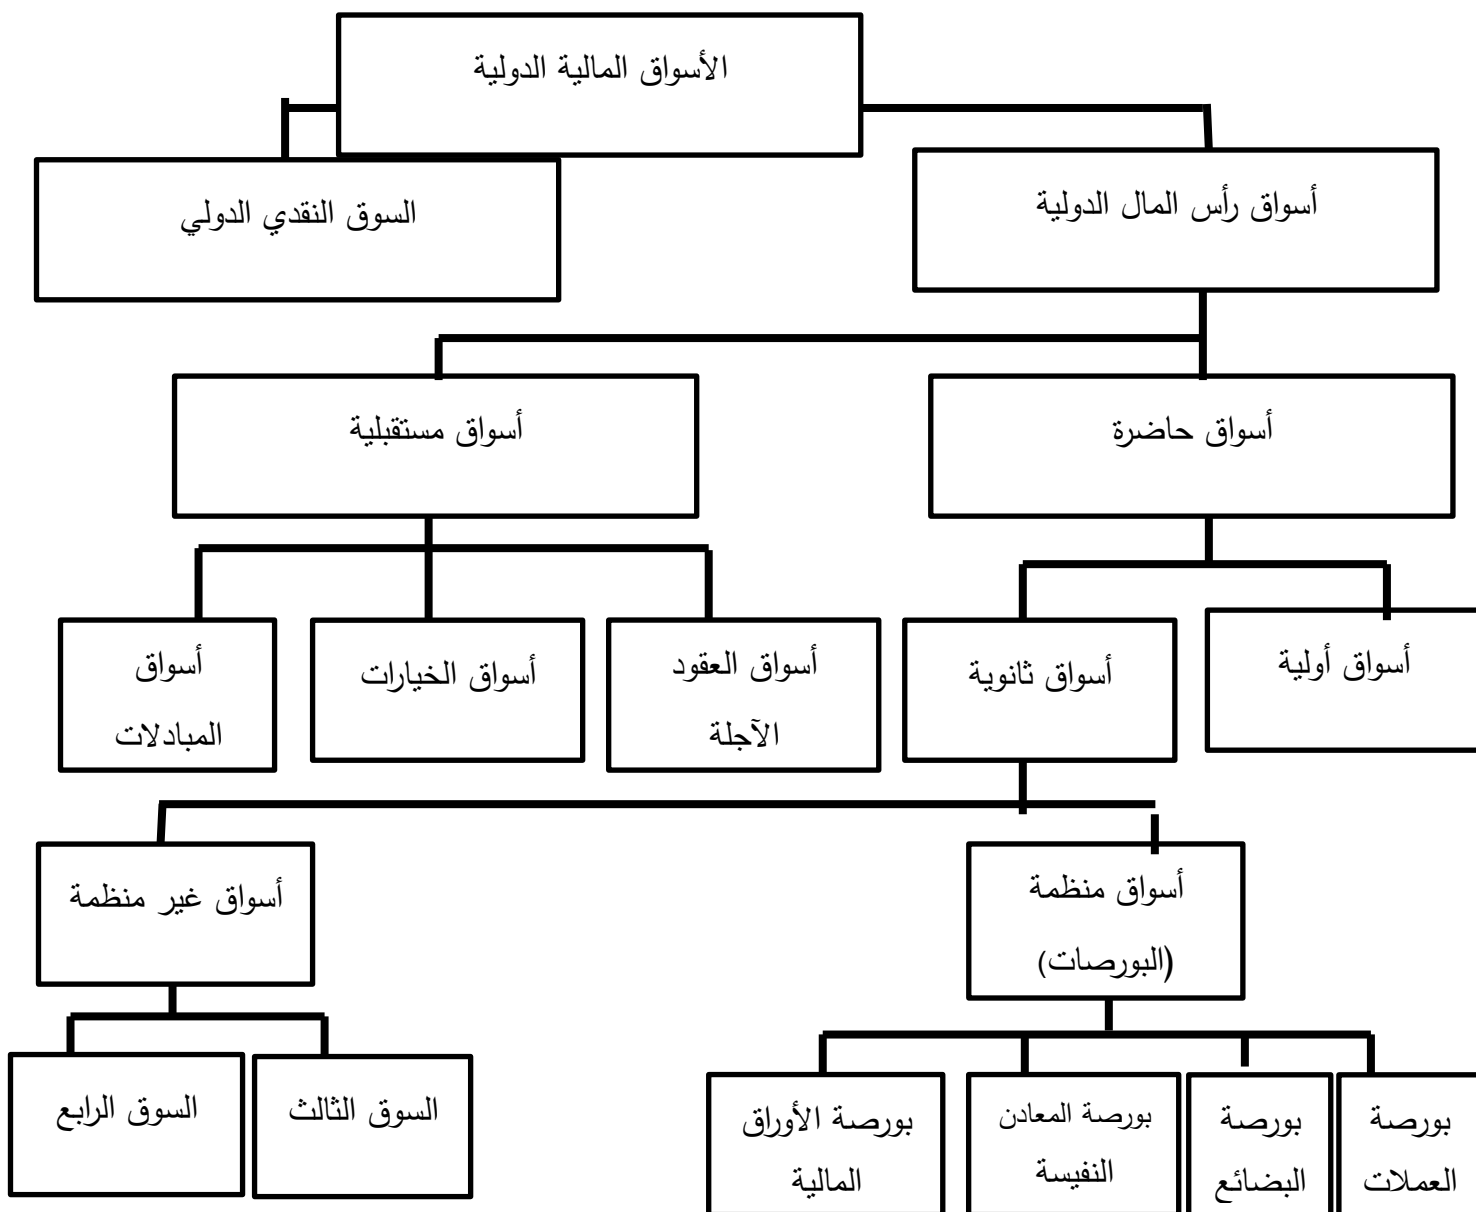 الأسواق المالية الدولية
أسواق رأس المال الدولية
السوق النقدي الدولي
أسواق حاضرة
أسواق مستقبلية
أسواق أولية
أسواق ثانوية
أسواق العقود
الآجلة
أسواق الخيارات
أسواق
المبادلات
أسواق منظمة
(البورصات)
أسواق غير منظمة
بورصة
العملات
بورصة
البضائع
بورصة المعادن
النفيسة
بورصة الأوراق
المالية
السوق الثالث
السوق الرابع